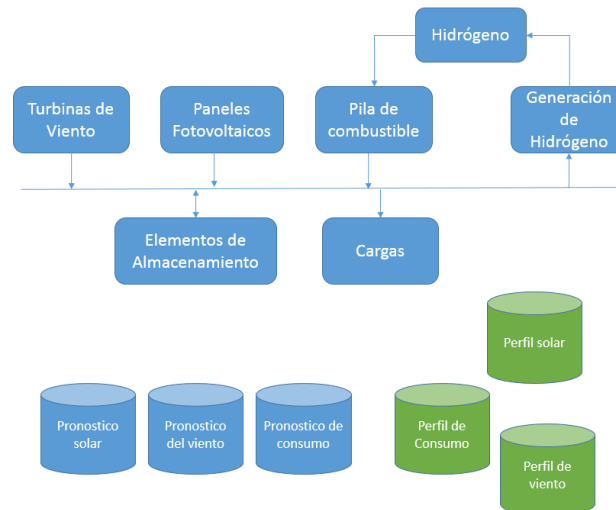 Hidrógeno
Turbinas de
Viento
Paneles
Fotovoltaicos
Pila de
combustible
Generación
de
Hidrógeno
Elementos de
Almacenamiento
Cargas
Perfil solar
Pronostico
solar
Pronostico
del viento
Pronostico de
consumo
Perfil de
Consumo
Perfil de
viento